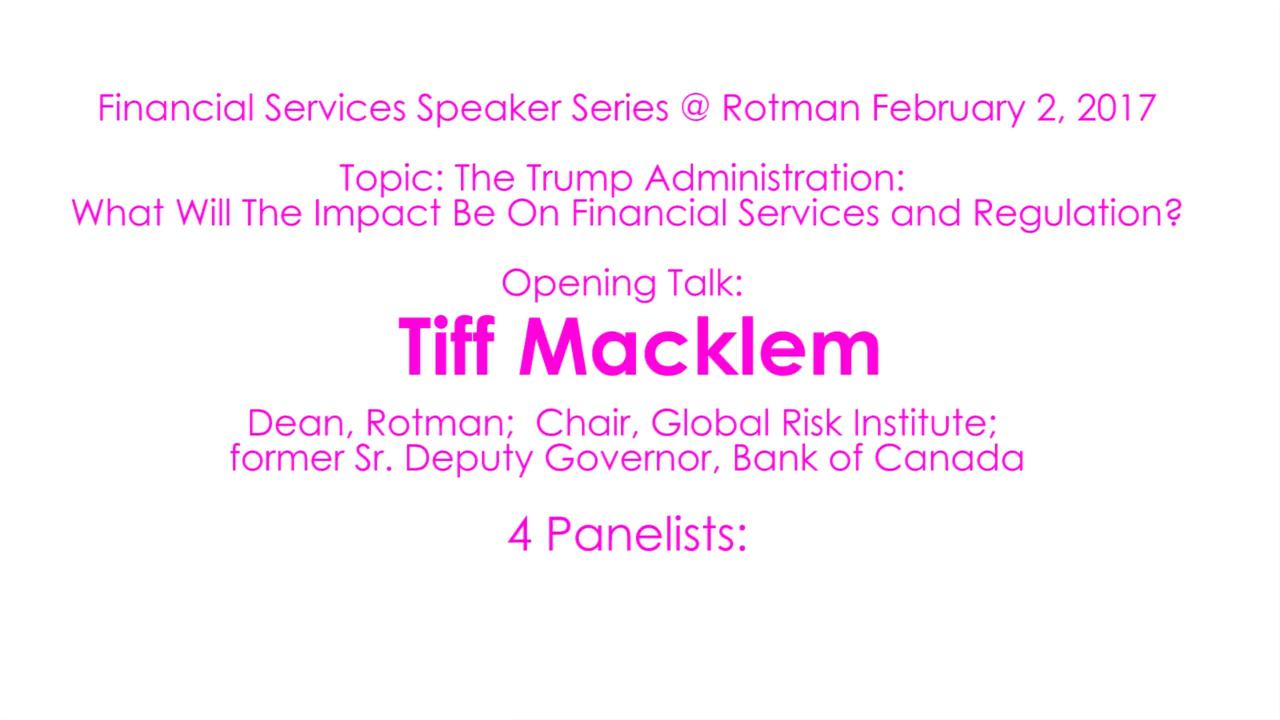 Financial Services Speaker Series @ Rotman February 2, 2017
Topic: The Trump Administration:
What Will The Impact Be On Financial Services and Regulation?
Opening Talk:
Tiff Macklem
Dean, Rotman;  Chair, Global Risk Institute;
former Sr. Deputy Governor, Bank of Canada
4 Panelists: